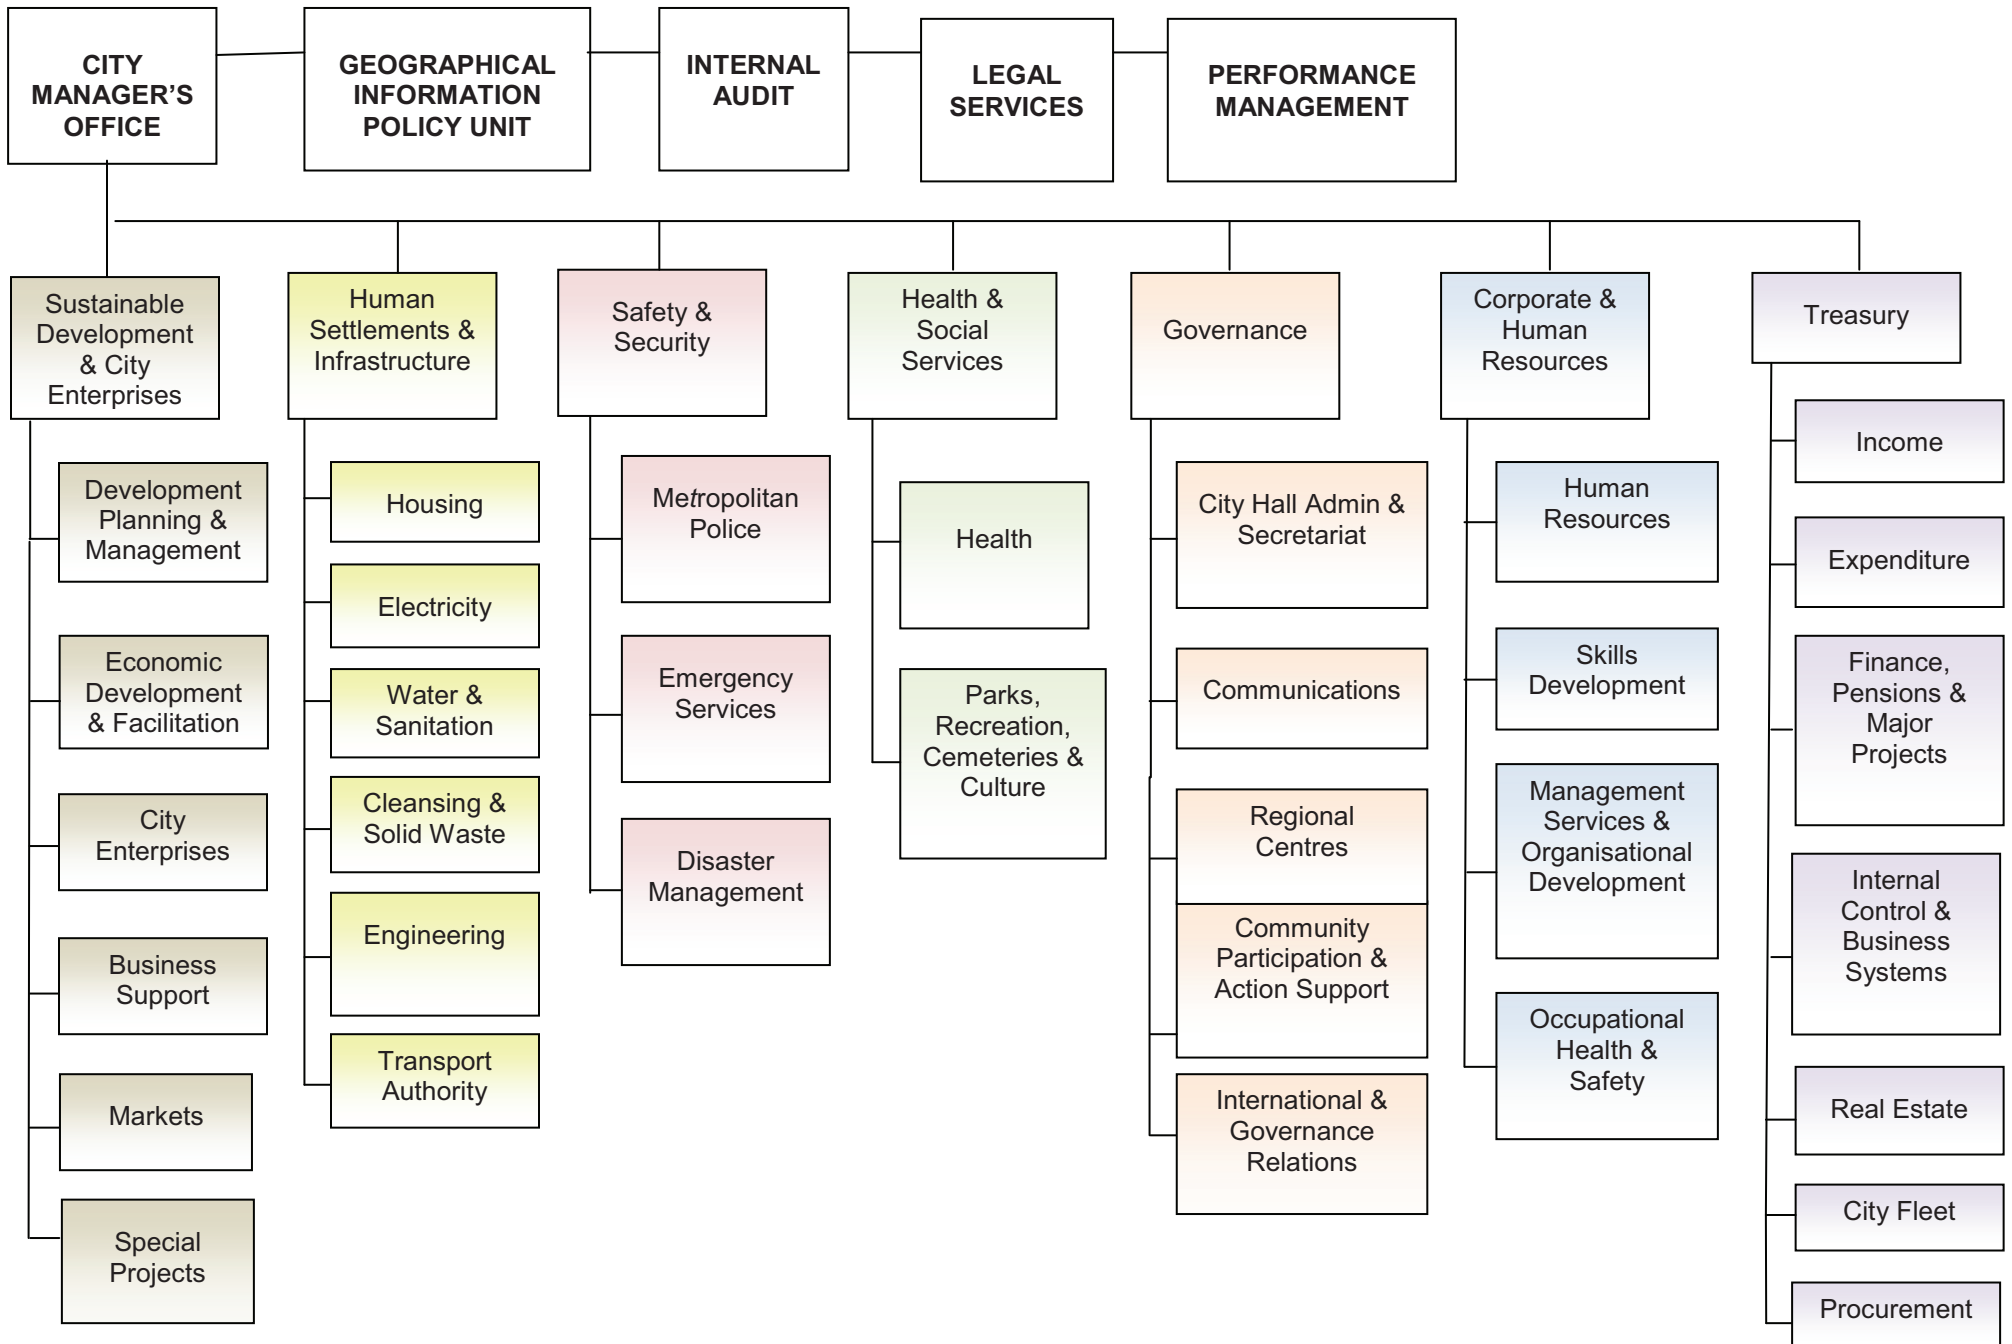 CITY
MANAGER’S
OFFICE
GEOGRAPHICAL
INFORMATION
POLICY UNIT
INTERNAL
AUDIT
LEGAL
SERVICES
PERFORMANCE
MANAGEMENT
Sustainable
Development
& City
Enterprises
Development
Planning &
Management
Economic
Development
& Facilitation
City
Enterprises
Business
Support
Markets
Special
Projects
Human
Settlements &
Infrastructure
Housing
Electricity
Water &
Sanitation
Cleansing &
Solid Waste
Engineering
Transport
Authority
Safety &
Security
Metropolitan
Police
Emergency
Services
Disaster
Management
Health &
Social
Services
Health
Parks,
Recreation,
Cemeteries &
Culture
Governance
City Hall Admin &
Secretariat
Communications
Regional
Centres
Community
Participation &
Action Support
International &
Governance
Relations
Corporate &
Human
Resources
Human
Resources
Skills
Development
Management
Services &
Organisational
Development
Occupational
Health &
Safety
Treasury
Income
Expenditure
Finance,
Pensions &
Major
Projects
Internal
Control &
Business
Systems
Real Estate
City Fleet
Procurement